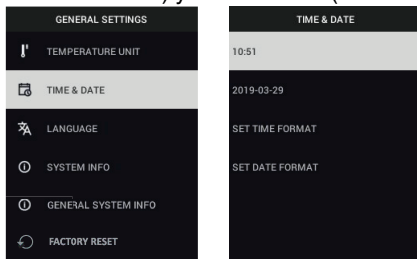 GENERAL SETTINGS
TEMPERATURE UNIT
TIME & DATE
LANGUAGE
SYSTEM INFO
GENERAL SYSTEM INFO
FACTORY RESET
TIME & DATE
10:51
2019-03-29
SET TIME FORMAT
SET DATE FORMAT